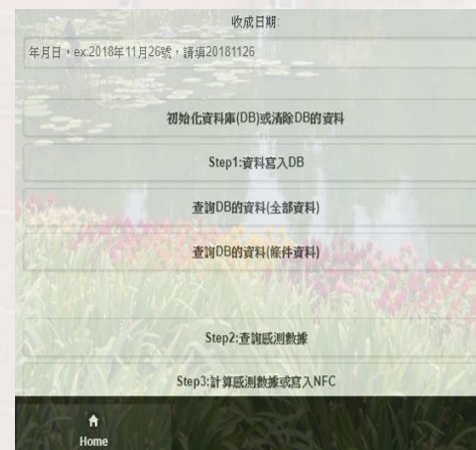 收成日期:
年月日，ex:2018年11月26號，請填20181126
初始化資料庫(DB)或清除DB的資料
Step1:資料寫入DB
查詢DB的資料(全部資料)
查詢DB的資料(條件資料)
Step2:查詢感測數據
Step3:計算感測數據或寫入NFC
Home